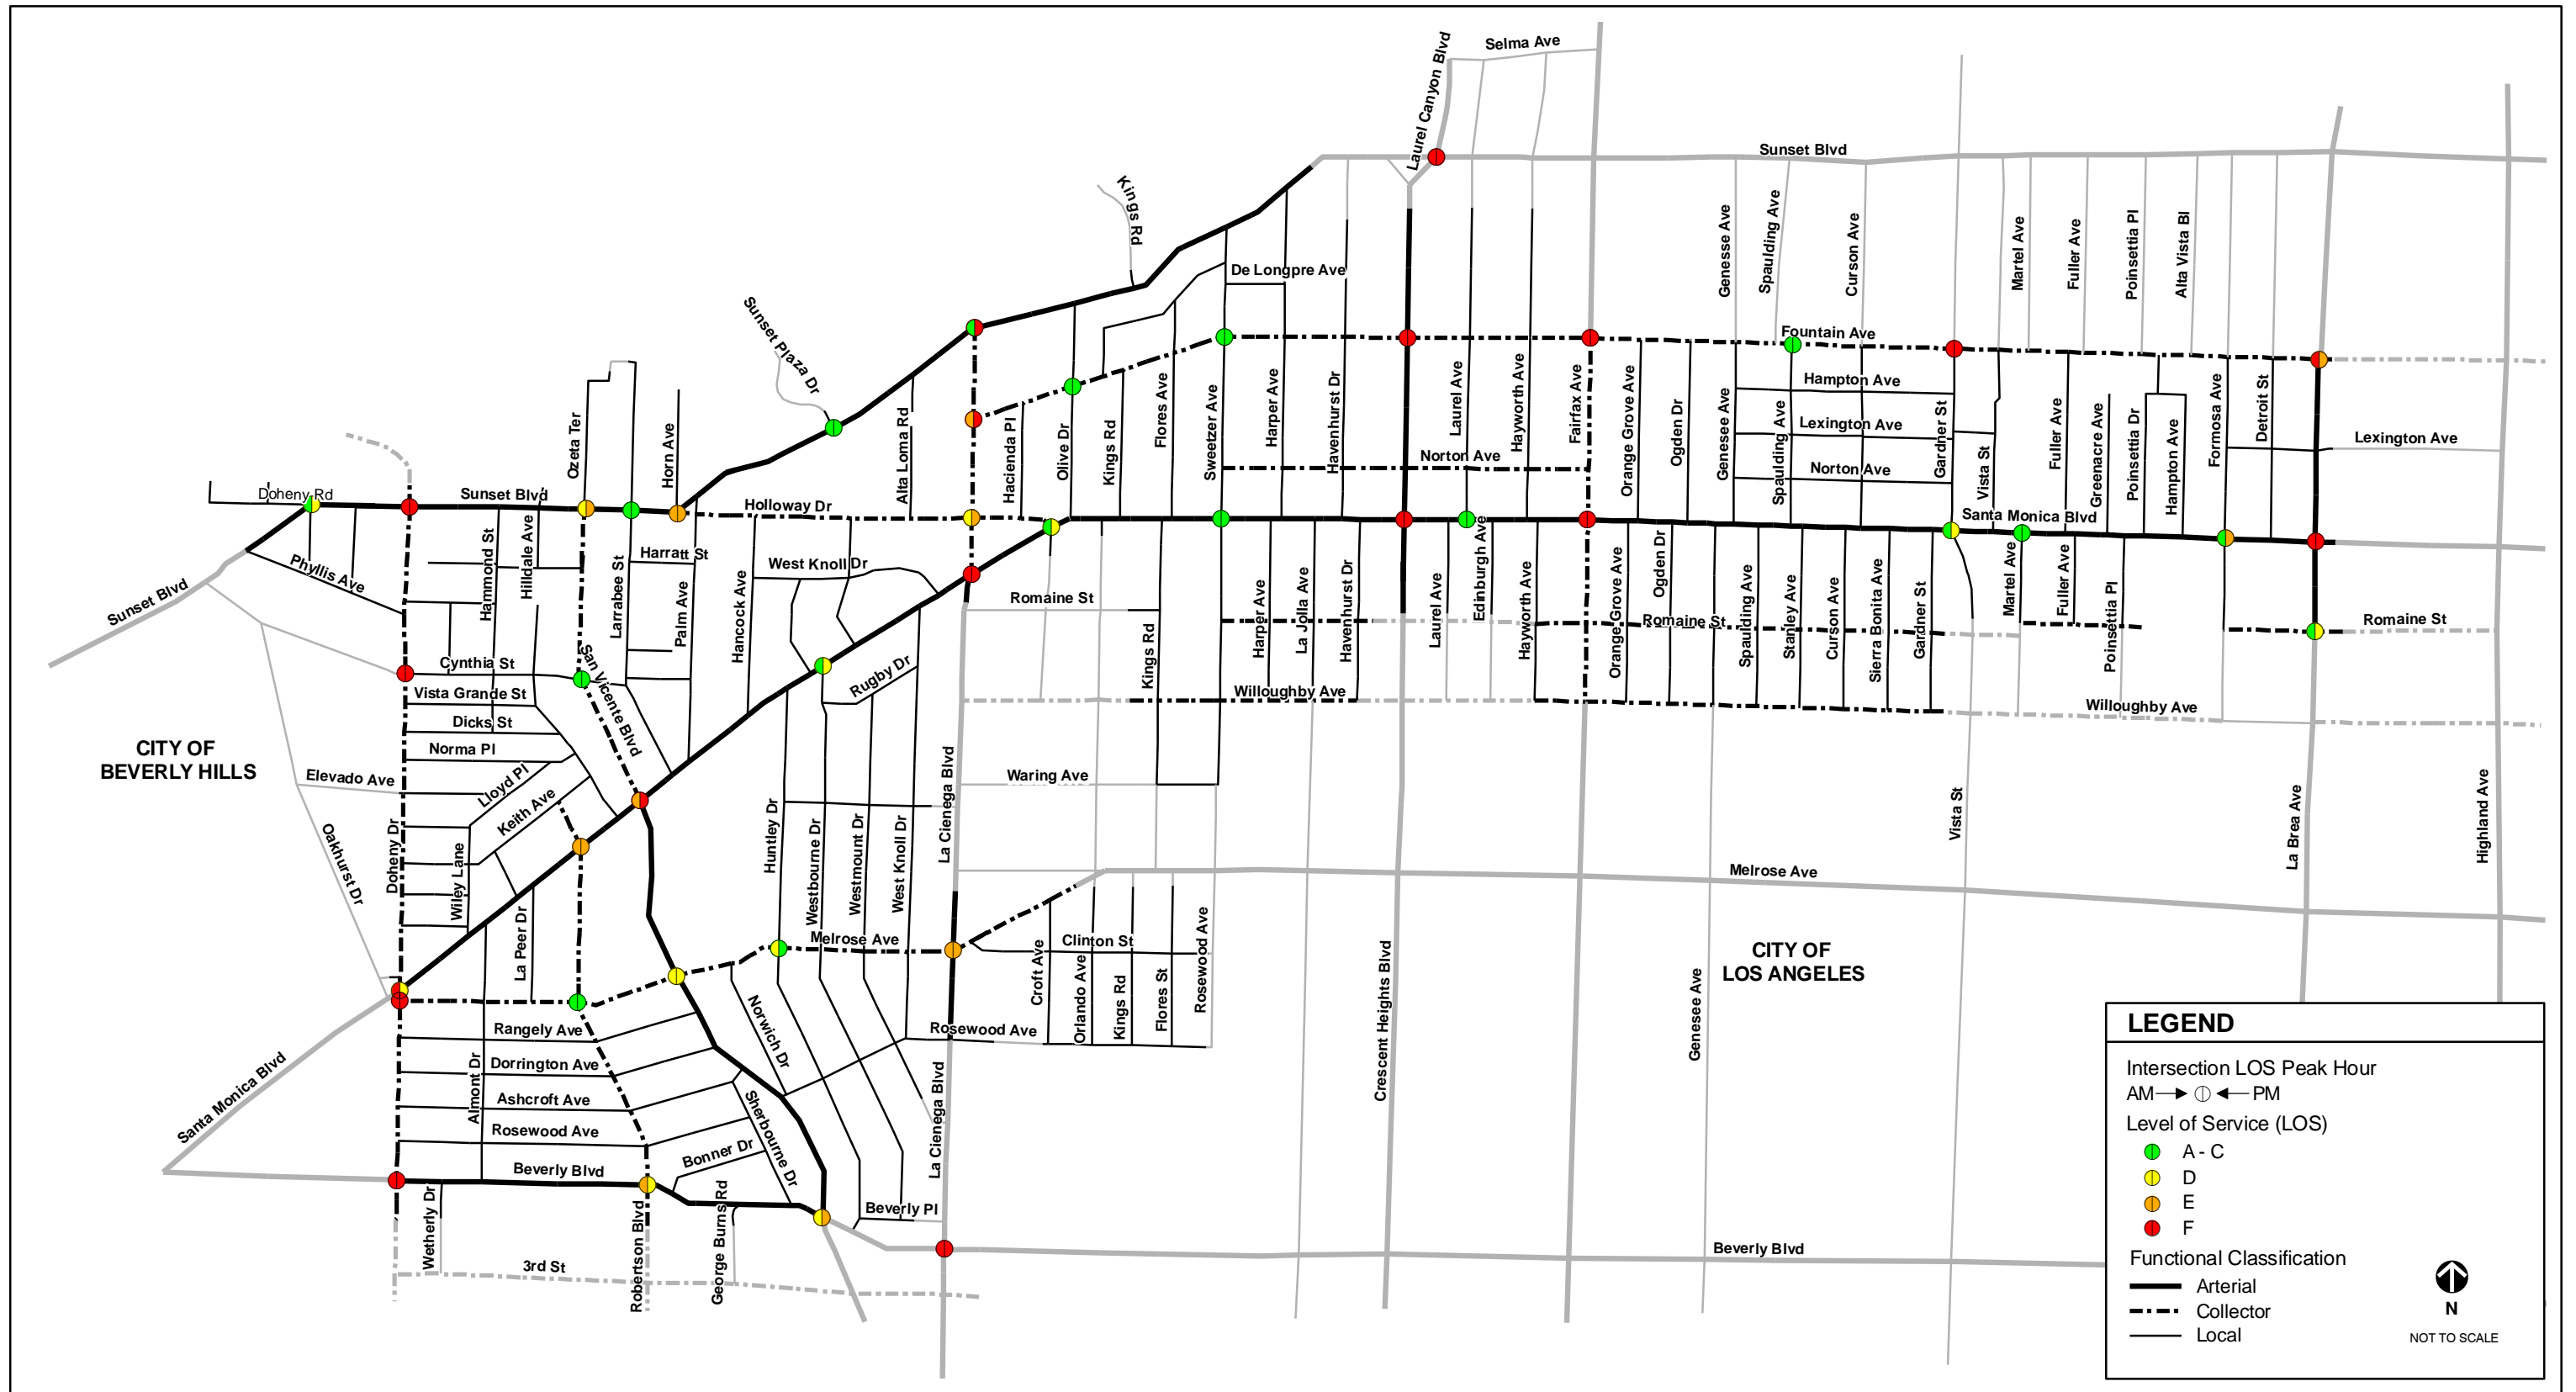 Selma Ave
Laurel Canyon Blvd
Sunset Blvd
Kings Rd
De Longpre Ave
Genesee Ave
Spaulding Ave
Curson Ave
Martel Ave
Fuller Ave
Poinsettia Pl
Alta Vista Bl
Sunset Plaza Dr
Fountain Ave
Hampton Ave
Lexington Ave
Norton Ave
Lexington Ave
Ozeta Ter
Horn Ave
Alta Loma Rd
Hacienda Pl
Olive Dr
Kings Rd
Flores Ave
Sweetzer Ave
Harper Ave
Havenhurst Dr
Laurel Ave
Hayworth Ave
Fairfax Ave
Orange Grove Ave
Ogden Dr
Genesee Ave
Spaulding Ave
Gardner St
Vista St
Fuller Ave
Greenacre Ave
Poinsettia Dr
Hampton Ave
Formosa Ave
Detroit St
Norton Ave
Doheny Rd
Sunset Blvd
Holloway Dr
Santa Monica Blvd
Phyllis Ave
Sunset Blvd
Hammond St
Hilldale Ave
Larrabee St
Harratt St
Palm Ave
Hancock Ave
West Knoll Dr
Romaine St
Kings Rd
Harper Ave
La Jolla Ave
Havenhurst Dr
Laurel Ave
Edinburgh Ave
Hayworth Ave
Orange Grove Ave
Ogden Dr
Romaine St
Spaulding Ave
Stanley Ave
Curson Ave
Sierra Bonita Ave
Gardner St
Martel Ave
Fuller Ave
Poinsettia Pl
Romaine St
Cynthia St
San Vicente Blvd
Rugby Dr
Vista Grande St
Willoughby Ave
Willoughby Ave
Dicks St
Norma Pl
CITY OF
BEVERLY HILLS
Elevado Ave
Lloyd Pl
Keith Ave
Waring Ave
Oakhurst Dr
Doheny Dr
Wiley Lane
La Peer Dr
Huntley Dr
Westbourne Dr
Westmount Dr
West Knoll Dr
La Cienega Blvd
Vista St
La Brea Ave
Highland Ave
Melrose Ave
Melrose Ave
Clinton St
Croft Ave
Orlando Ave
Kings Rd
Flores St
Rosewood Ave
Crescent Heights Blvd
Genesee Ave
CITY OF
LOS ANGELES
Rangely Ave
Norwich Dr
Rosewood Ave
Santa Monica Blvd
Almont Dr
Dorrington Ave
Ashcroft Ave
Sherbourne Dr
La Cienega Blvd
Rosewood Ave
Bonner Dr
Beverly Blvd
Wetherly Dr
Robertson Blvd
George Burns Rd
Beverly Pl
Beverly Blvd
3rd St
LEGEND
Intersection LOS Peak Hour
AM PM
Level of Service (LOS)
A - C
D
E
F
Functional Classification
Arterial
Collector
Local
N
NOT TO SCALE